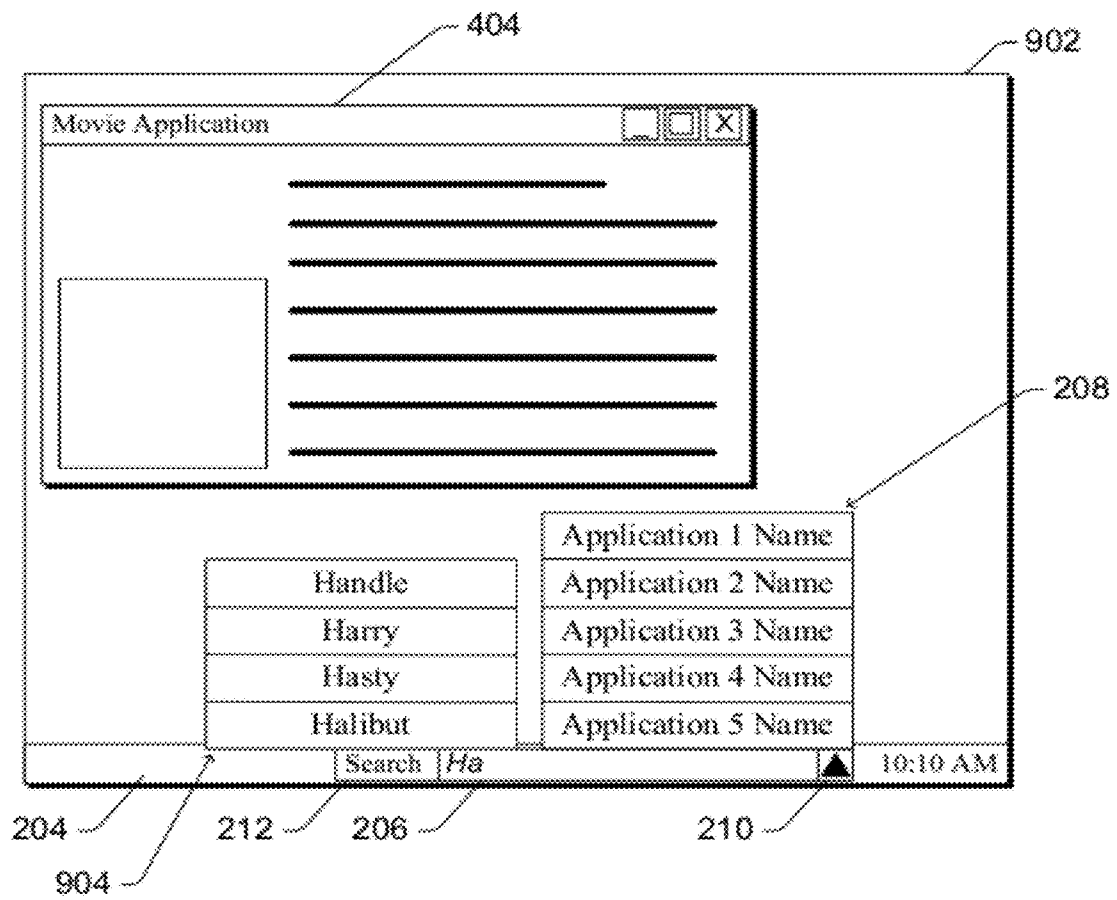 404
902
Movie Application
X
208
Application 1 Name
Handle
Application 2 Name
Harry
Application 3 Name
Hasty
Application 4 Name
Halibut
Application 5 Name
Search Ha 10:10 AM
204 212 206 210
904